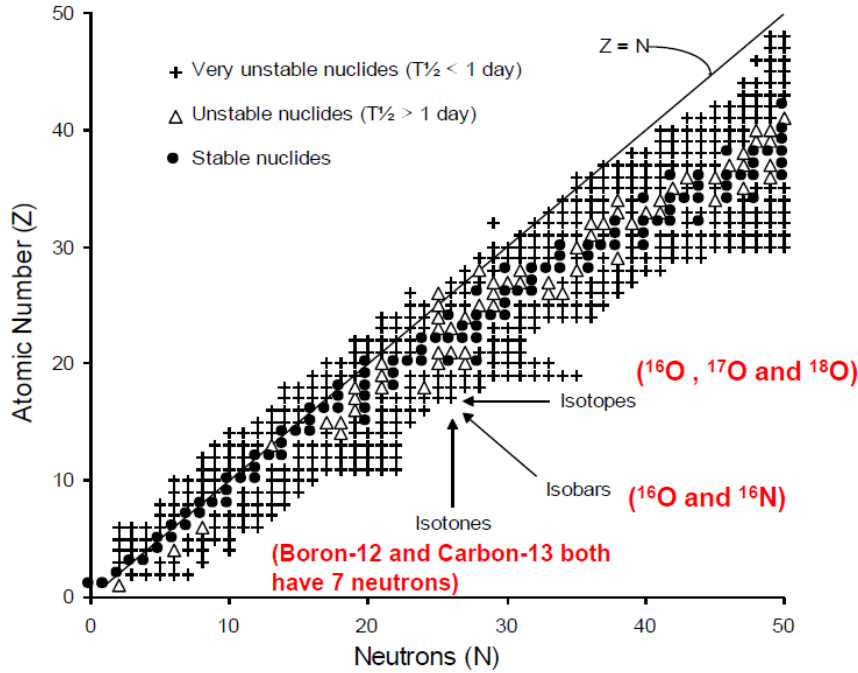 50
Z = N
Very unstable nuclides (T½ < 1 day)
Unstable nuclides (T½ > 1 day)
40
Stable nuclides
30
Atomic Number (Z)
20
(¹⁶O , ¹⁷O and ¹⁸O)
Isotopes
10
Isobars
(¹⁶O and ¹⁶N)
Isotones
(Boron-12 and Carbon-13 both
have 7 neutrons)
0
0 10 20 30 40 50
Neutrons (N)